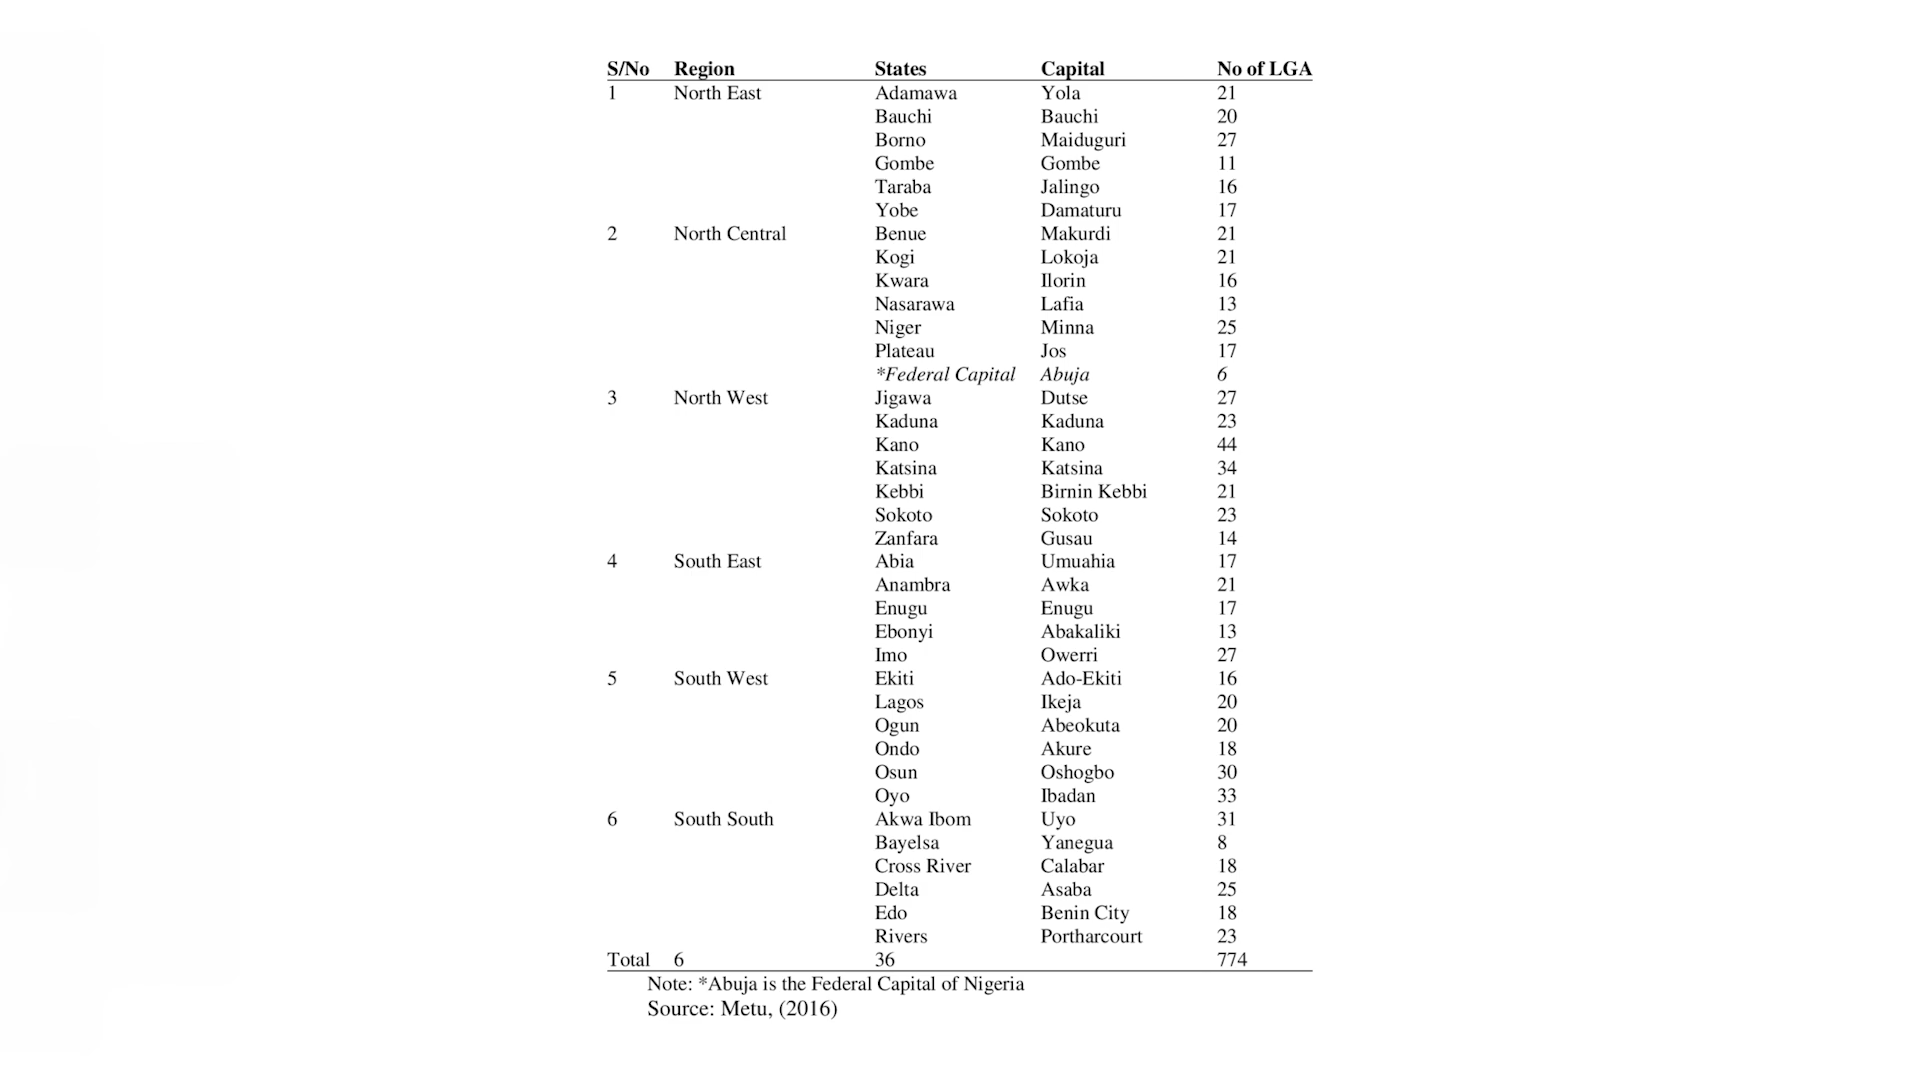 S/No Region States Capital No of LGA
1 North East Adamawa Yola 21
Bauchi Bauchi 20
Borno Maiduguri 27
Gombe Gombe 11
Taraba Jalingo 16
Yobe Damaturu 17
2 North Central Benue Makurdi 21
Kogi Lokoja 21
Kwara Ilorin 16
Nasarawa Lafia 13
Niger Minna 25
Plateau Jos 17
*Federal Capital Abuja 6
3 North West Jigawa Dutse 27
Kaduna Kaduna 23
Kano Kano 44
Katsina Katsina 34
Kebbi Birnin Kebbi 21
Sokoto Sokoto 23
Zanfara Gusau 14
4 South East Abia Umuahia 17
Anambra Awka 21
Enugu Enugu 17
Ebonyi Abakaliki 13
Imo Owerri 27
5 South West Ekiti Ado-Ekiti 16
Lagos Ikeja 20
Ogun Abeokuta 20
Ondo Akure 18
Osun Oshogbo 30
Oyo Ibadan 33
6 South South Akwa Ibom Uyo 31
Bayelsa Yanegua 8
Cross River Calabar 18
Delta Asaba 25
Edo Benin City 18
Rivers Portharcourt 23
Total 6 36 774
Note: *Abuja is the Federal Capital of Nigeria
Source: Metu, (2016)